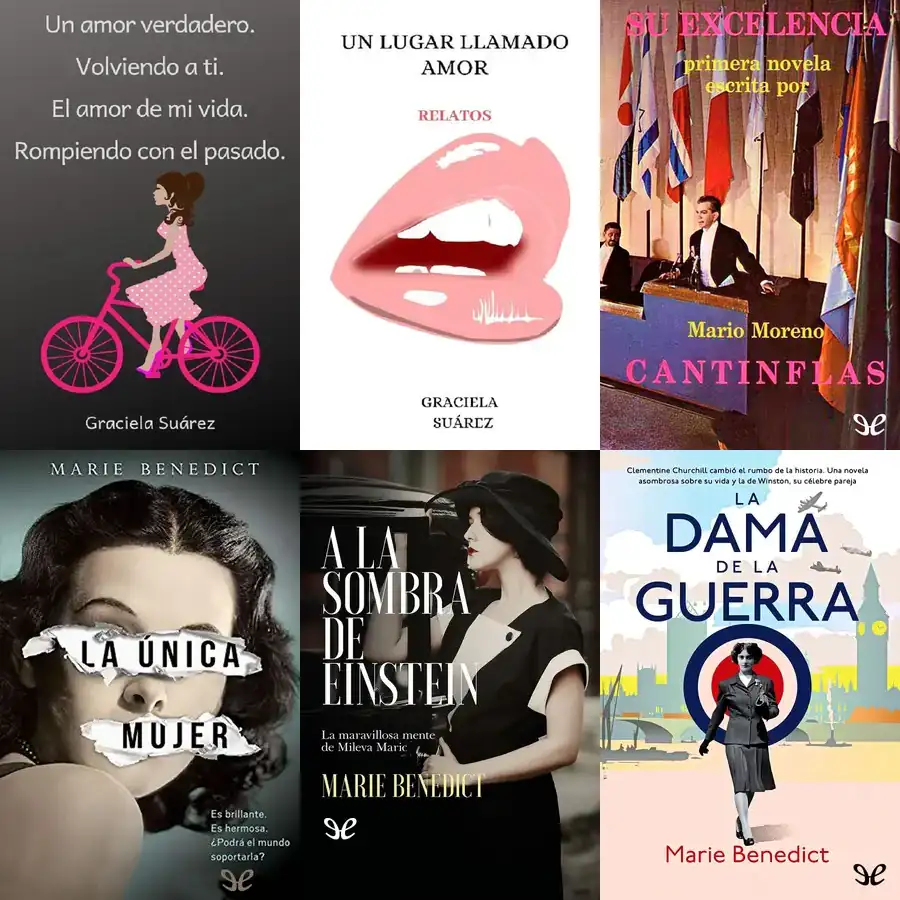 Un amor verdadero.
Volviendo a ti.
El amor de mi vida.
Rompiendo con el pasado.
Graciela Suárez
UN LUGAR LLAMADO
AMOR
RELATOS
GRACIELA
SUÁREZ
SU EXCELENCIA
primera novela
escrita por
Mario Moreno
CANTINFLAS
MARIE BENEDICT
LA ÚNICA
MUJER
Es brillante.
Es hermosa.
¿Podrá el mundo
soportarla?
A LA
SOMBRA
DE
EINSTEIN
La maravillosa mente
de Mileva Maric
MARIE BENEDICT
Clementine Churchill cambió el rumbo de la historia. Una novela
asombrosa sobre su vida y la de Winston, su célebre pareja
LA
DAMA
DE LA
GUERRA
Marie Benedict